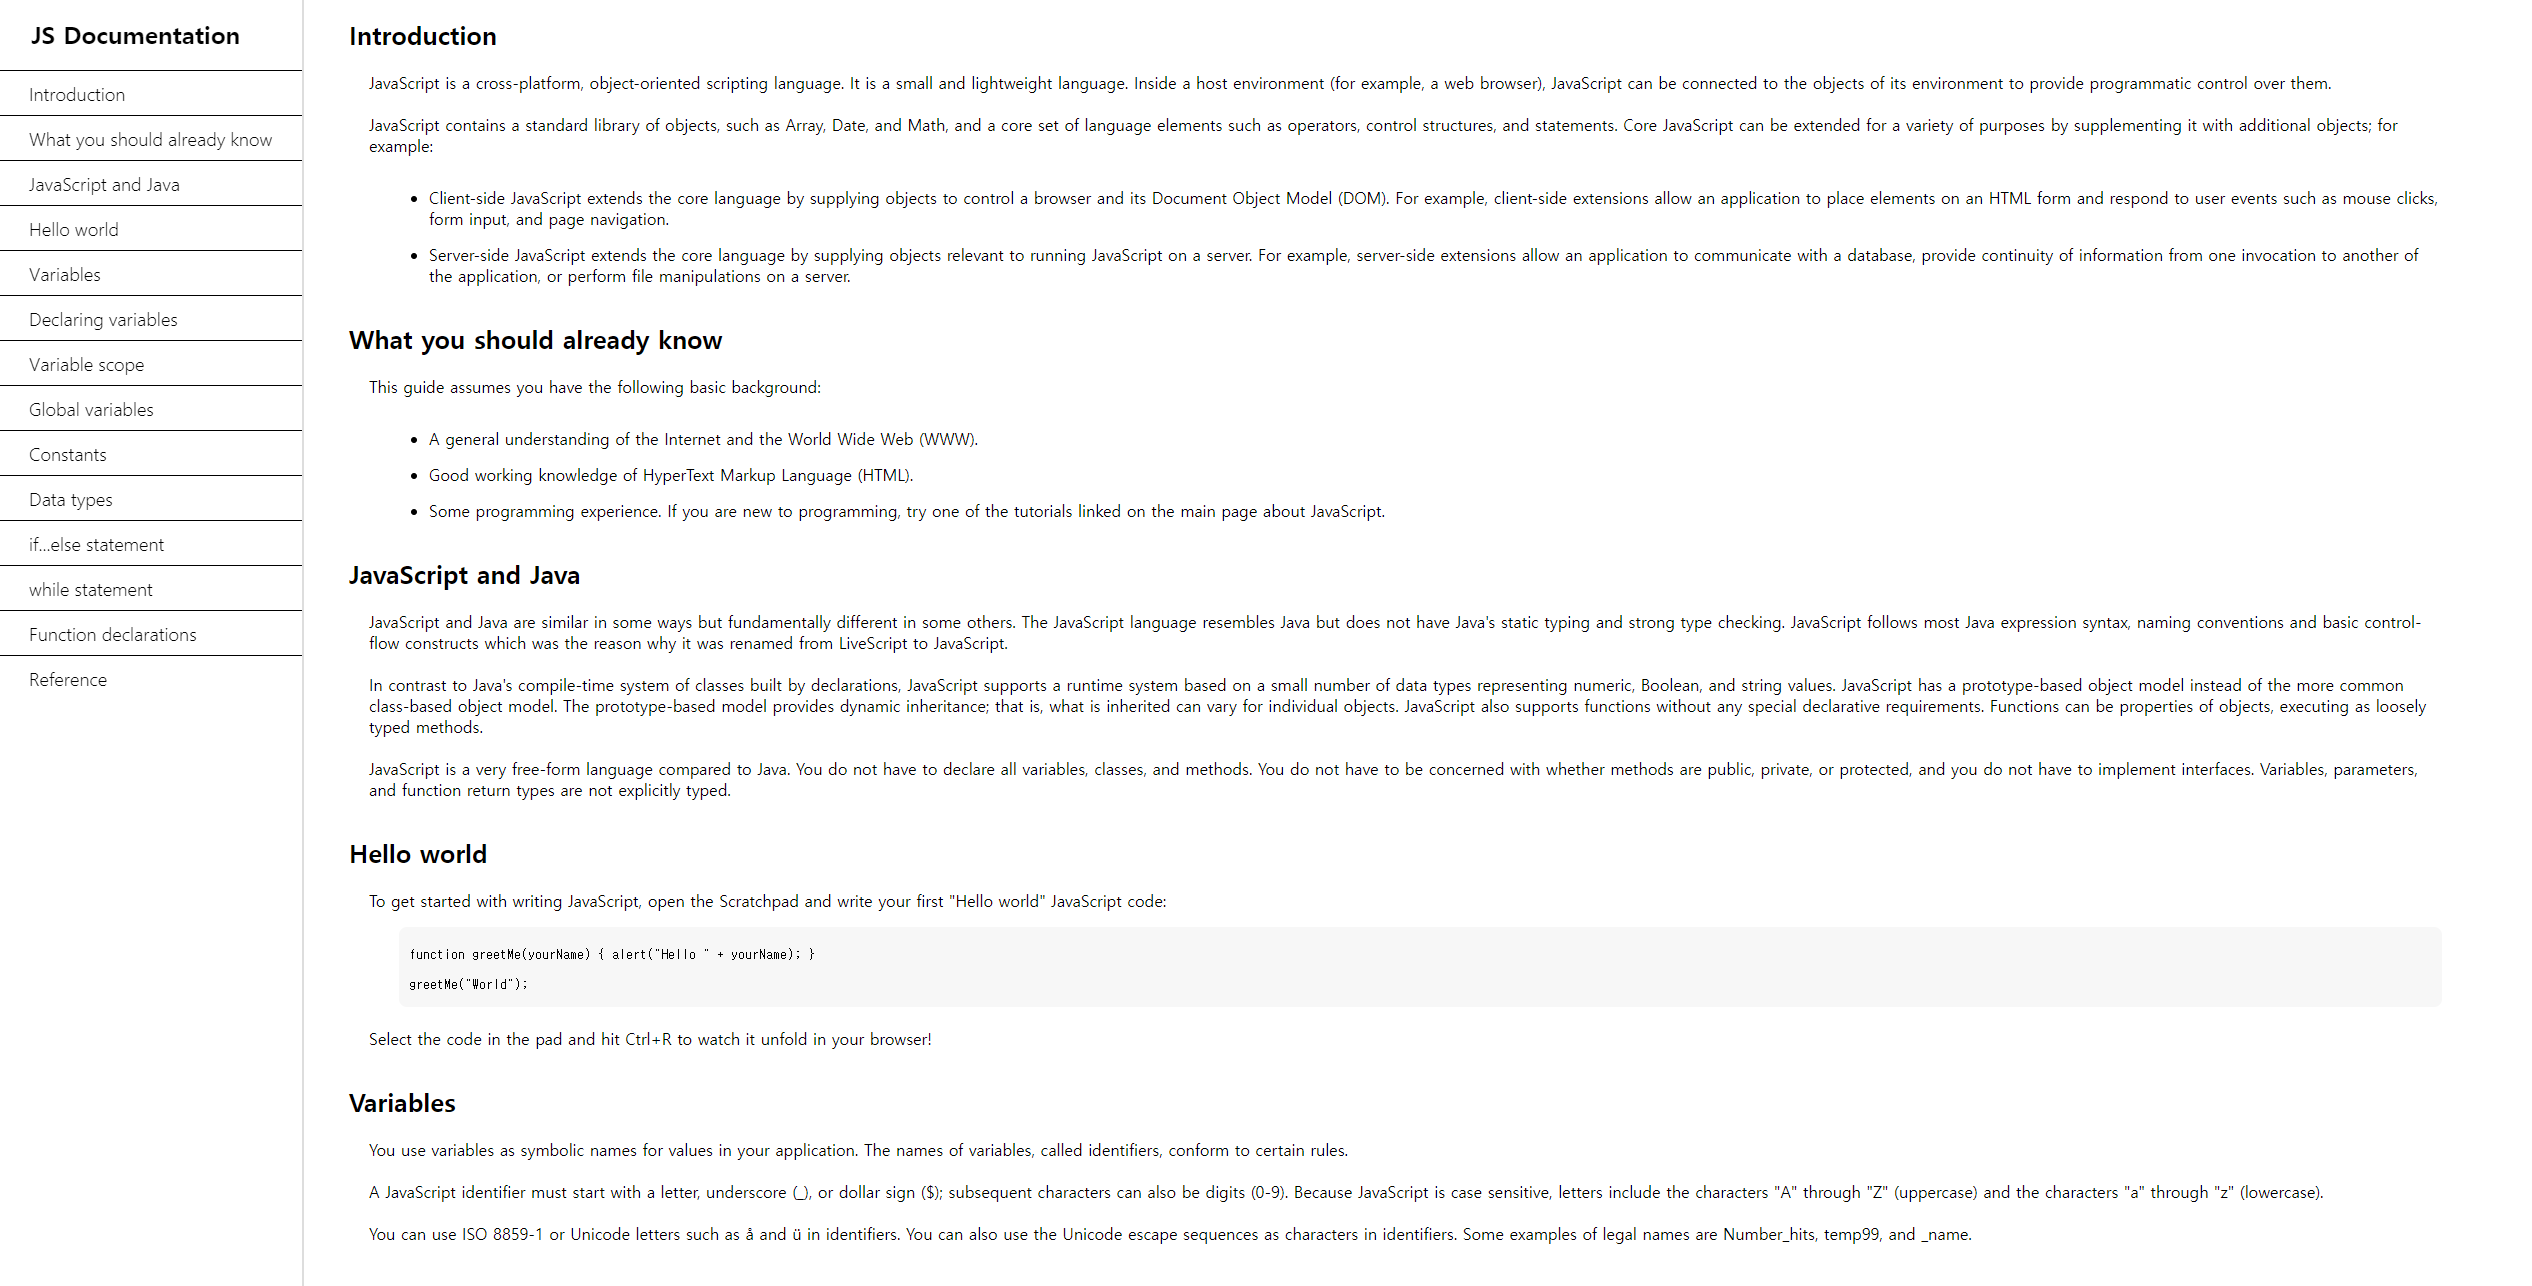 JS Documentation
Introduction
What you should already know
JavaScript and Java
Hello world
Variables
Declaring variables
Variable scope
Global variables
Constants
Data types
if...else statement
while statement
Function declarations
Reference
Introduction
JavaScript is a cross-platform, object-oriented scripting language. It is a small and lightweight language. Inside a host environment (for example, a web browser), JavaScript can be connected to the objects of its environment to provide programmatic control over them.
JavaScript contains a standard library of objects, such as Array, Date, and Math, and a core set of language elements such as operators, control structures, and statements. Core JavaScript can be extended for a variety of purposes by supplementing it with additional objects; for
example:
• Client-side JavaScript extends the core language by supplying objects to control a browser and its Document Object Model (DOM). For example, client-side extensions allow an application to place elements on an HTML form and respond to user events such as mouse clicks,
form input, and page navigation.
• Server-side JavaScript extends the core language by supplying objects relevant to running JavaScript on a server. For example, server-side extensions allow an application to communicate with a database, provide continuity of information from one invocation to another of
the application, or perform file manipulations on a server.
What you should already know
This guide assumes you have the following basic background:
• A general understanding of the Internet and the World Wide Web (WWW).
• Good working knowledge of HyperText Markup Language (HTML).
• Some programming experience. If you are new to programming, try one of the tutorials linked on the main page about JavaScript.
JavaScript and Java
JavaScript and Java are similar in some ways but fundamentally different in some others. The JavaScript language resembles Java but does not have Java's static typing and strong type checking. JavaScript follows most Java expression syntax, naming conventions and basic control-
flow constructs which was the reason why it was renamed from LiveScript to JavaScript.
In contrast to Java's compile-time system of classes built by declarations, JavaScript supports a runtime system based on a small number of data types representing numeric, Boolean, and string values. JavaScript has a prototype-based object model instead of the more common
class-based object model. The prototype-based model provides dynamic inheritance; that is, what is inherited can vary for individual objects. JavaScript also supports functions without any special declarative requirements. Functions can be properties of objects, executing as loosely
typed methods.
JavaScript is a very free-form language compared to Java. You do not have to declare all variables, classes, and methods. You do not have to be concerned with whether methods are public, private, or protected, and you do not have to implement interfaces. Variables, parameters,
and function return types are not explicitly typed.
Hello world
To get started with writing JavaScript, open the Scratchpad and write your first "Hello world" JavaScript code:
function greetMe(yourName) { alert("Hello " + yourName); }
greetMe("World");
Select the code in the pad and hit Ctrl+R to watch it unfold in your browser!
Variables
You use variables as symbolic names for values in your application. The names of variables, called identifiers, conform to certain rules.
A JavaScript identifier must start with a letter, underscore (_), or dollar sign ($); subsequent characters can also be digits (0-9). Because JavaScript is case sensitive, letters include the characters "A" through "Z" (uppercase) and the characters "a" through "z" (lowercase).
You can use ISO 8859-1 or Unicode letters such as å and ü in identifiers. You can also use the Unicode escape sequences as characters in identifiers. Some examples of legal names are Number_hits, temp99, and _name.